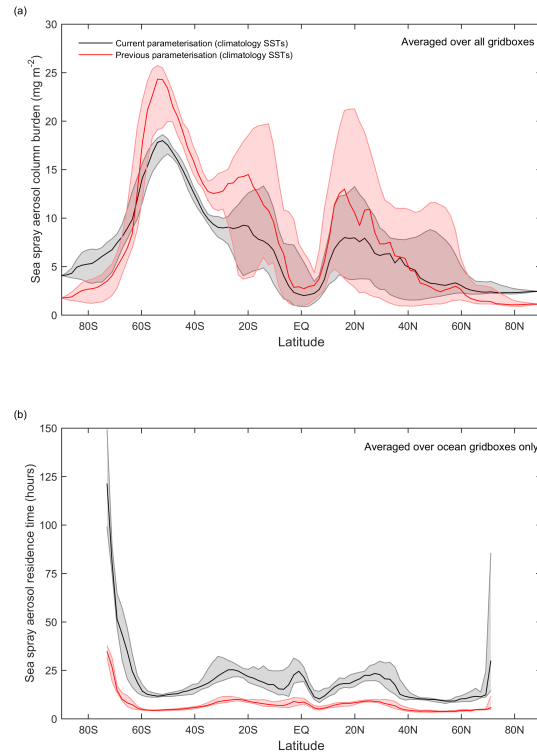 (a)
30
25
20
15
10
5
0
Sea spray aerosol column burden (mg m-2)
Current parameterisation (climatology SSTs)
Previous parameterisation (climatology SSTs)
Averaged over all gridboxes
80S 60S 40S 20S EQ 20N 40N 60N 80N
Latitude
(b)
150
125
100
75
50
25
0
Sea spray aerosol residence time (hours)
Averaged over ocean gridboxes only
80S 60S 40S 20S EQ 20N 40N 60N 80N
Latitude